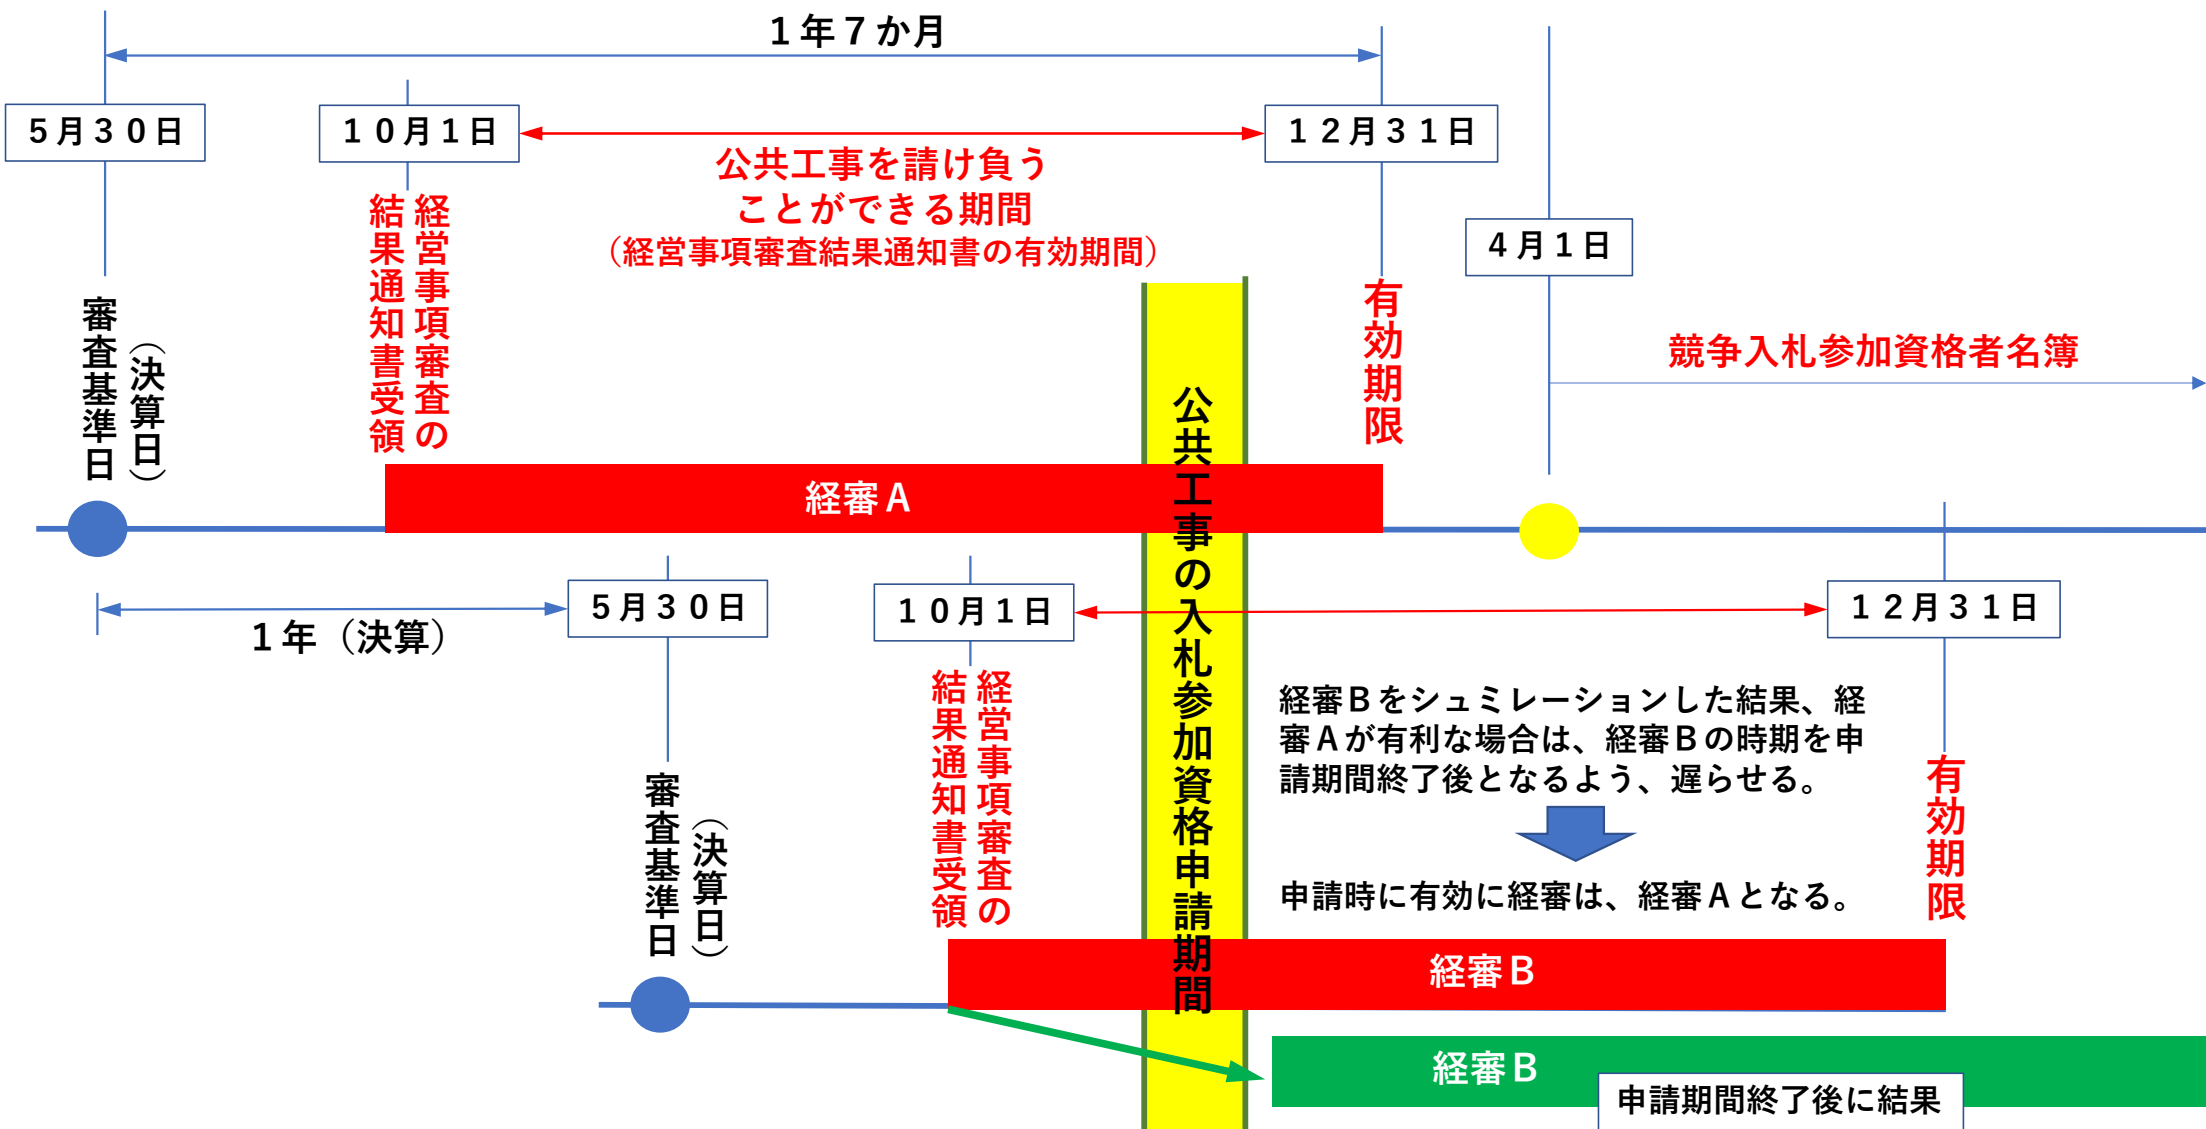 １年７か月
５月３０日
１０月１日
１２月３１日
公共工事を請け負う
ことができる期間
（経営事項審査結果通知書の有効期間）
４月１日
審査基準日
（決算日）
経営事項審査の
結果通知書受領
有効期限
競争入札参加資格者名簿
公共工事の入札参加資格申請期間
経審Ａ
１年（決算）
５月３０日
１０月１日
１２月３１日
審査基準日
（決算日）
経営事項審査の
結果通知書受領
経審Ｂをシュミレーションした結果、経
審Ａが有利な場合は、経審Ｂの時期を申
請期間終了後となるよう、遅らせる。
申請時に有効に経審は、経審Ａとなる。
有効期限
経審Ｂ
経審Ｂ
申請期間終了後に結果